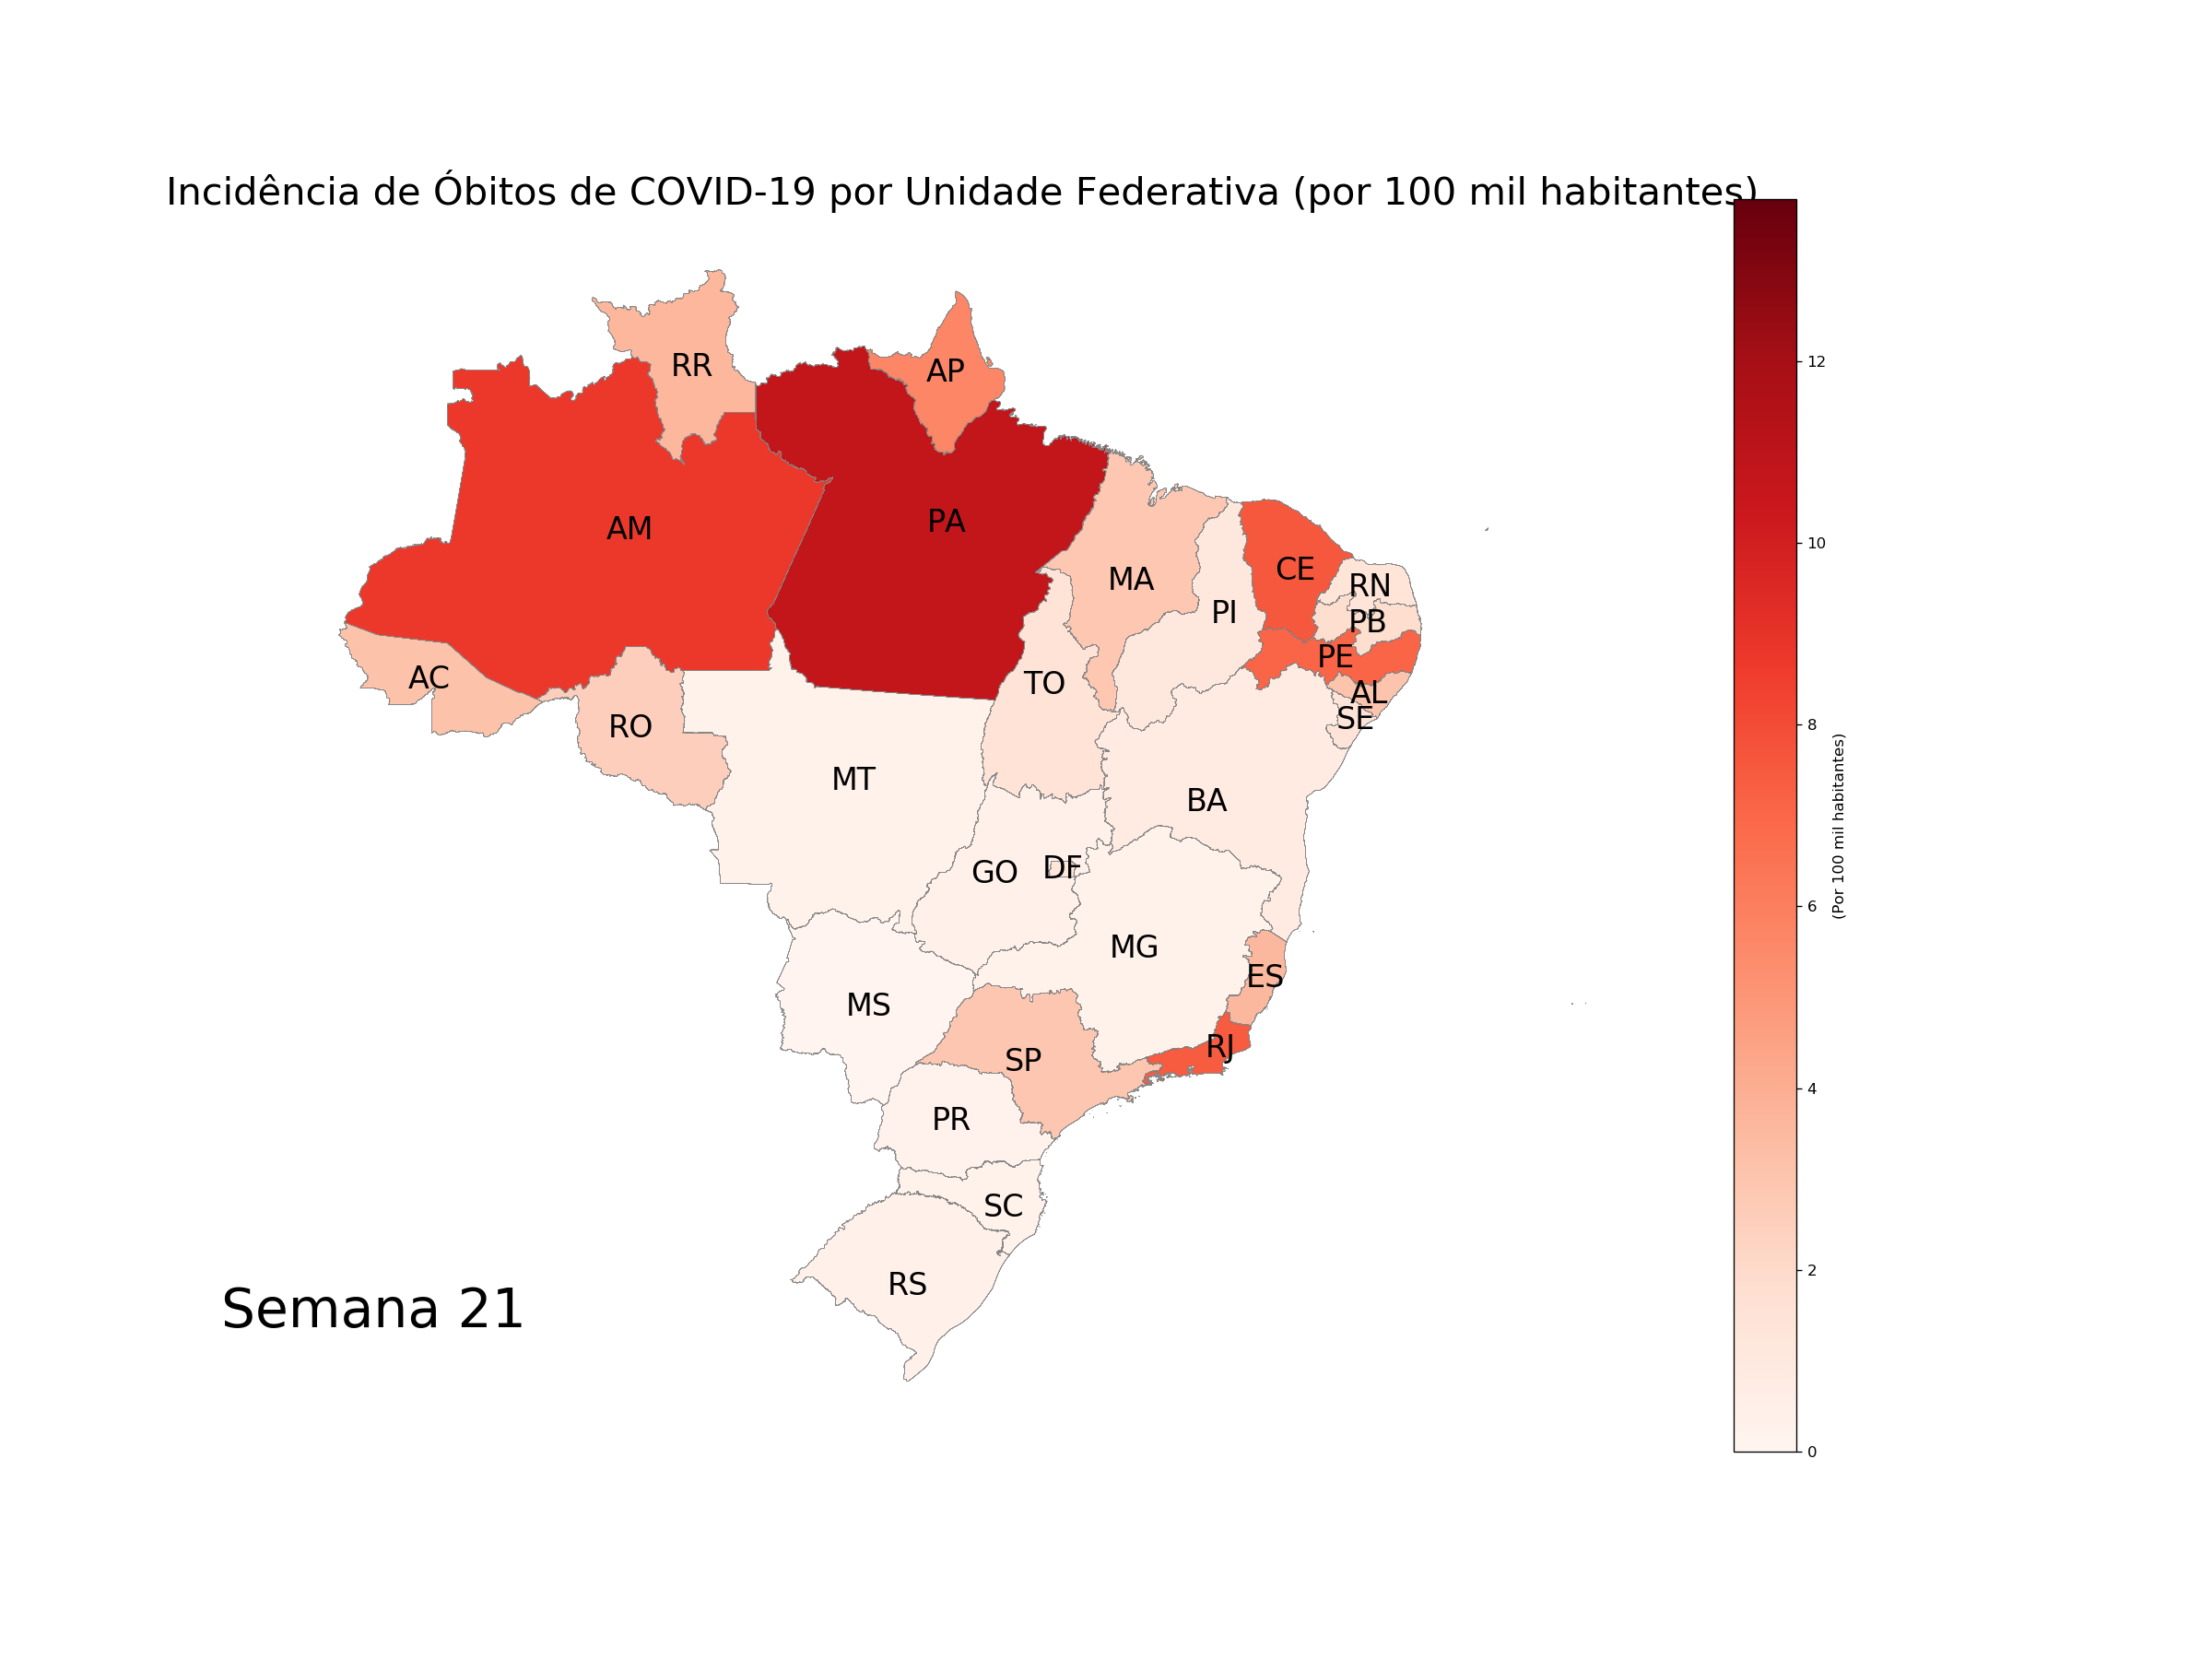 Incidência de Óbitos de COVID-19 por Unidade Federativa (por 100 mil habitantes)
RR
AP
12
AM
PA
10
CE
MA
RN
PI
PB
PE
AC
TO
AL
SE
RO
8
MT
BA
(Por 100 mil habitantes)
GO
DF
6
MG
ES
MS
RJ
SP
4
PR
SC
2
RS
Semana 21
0